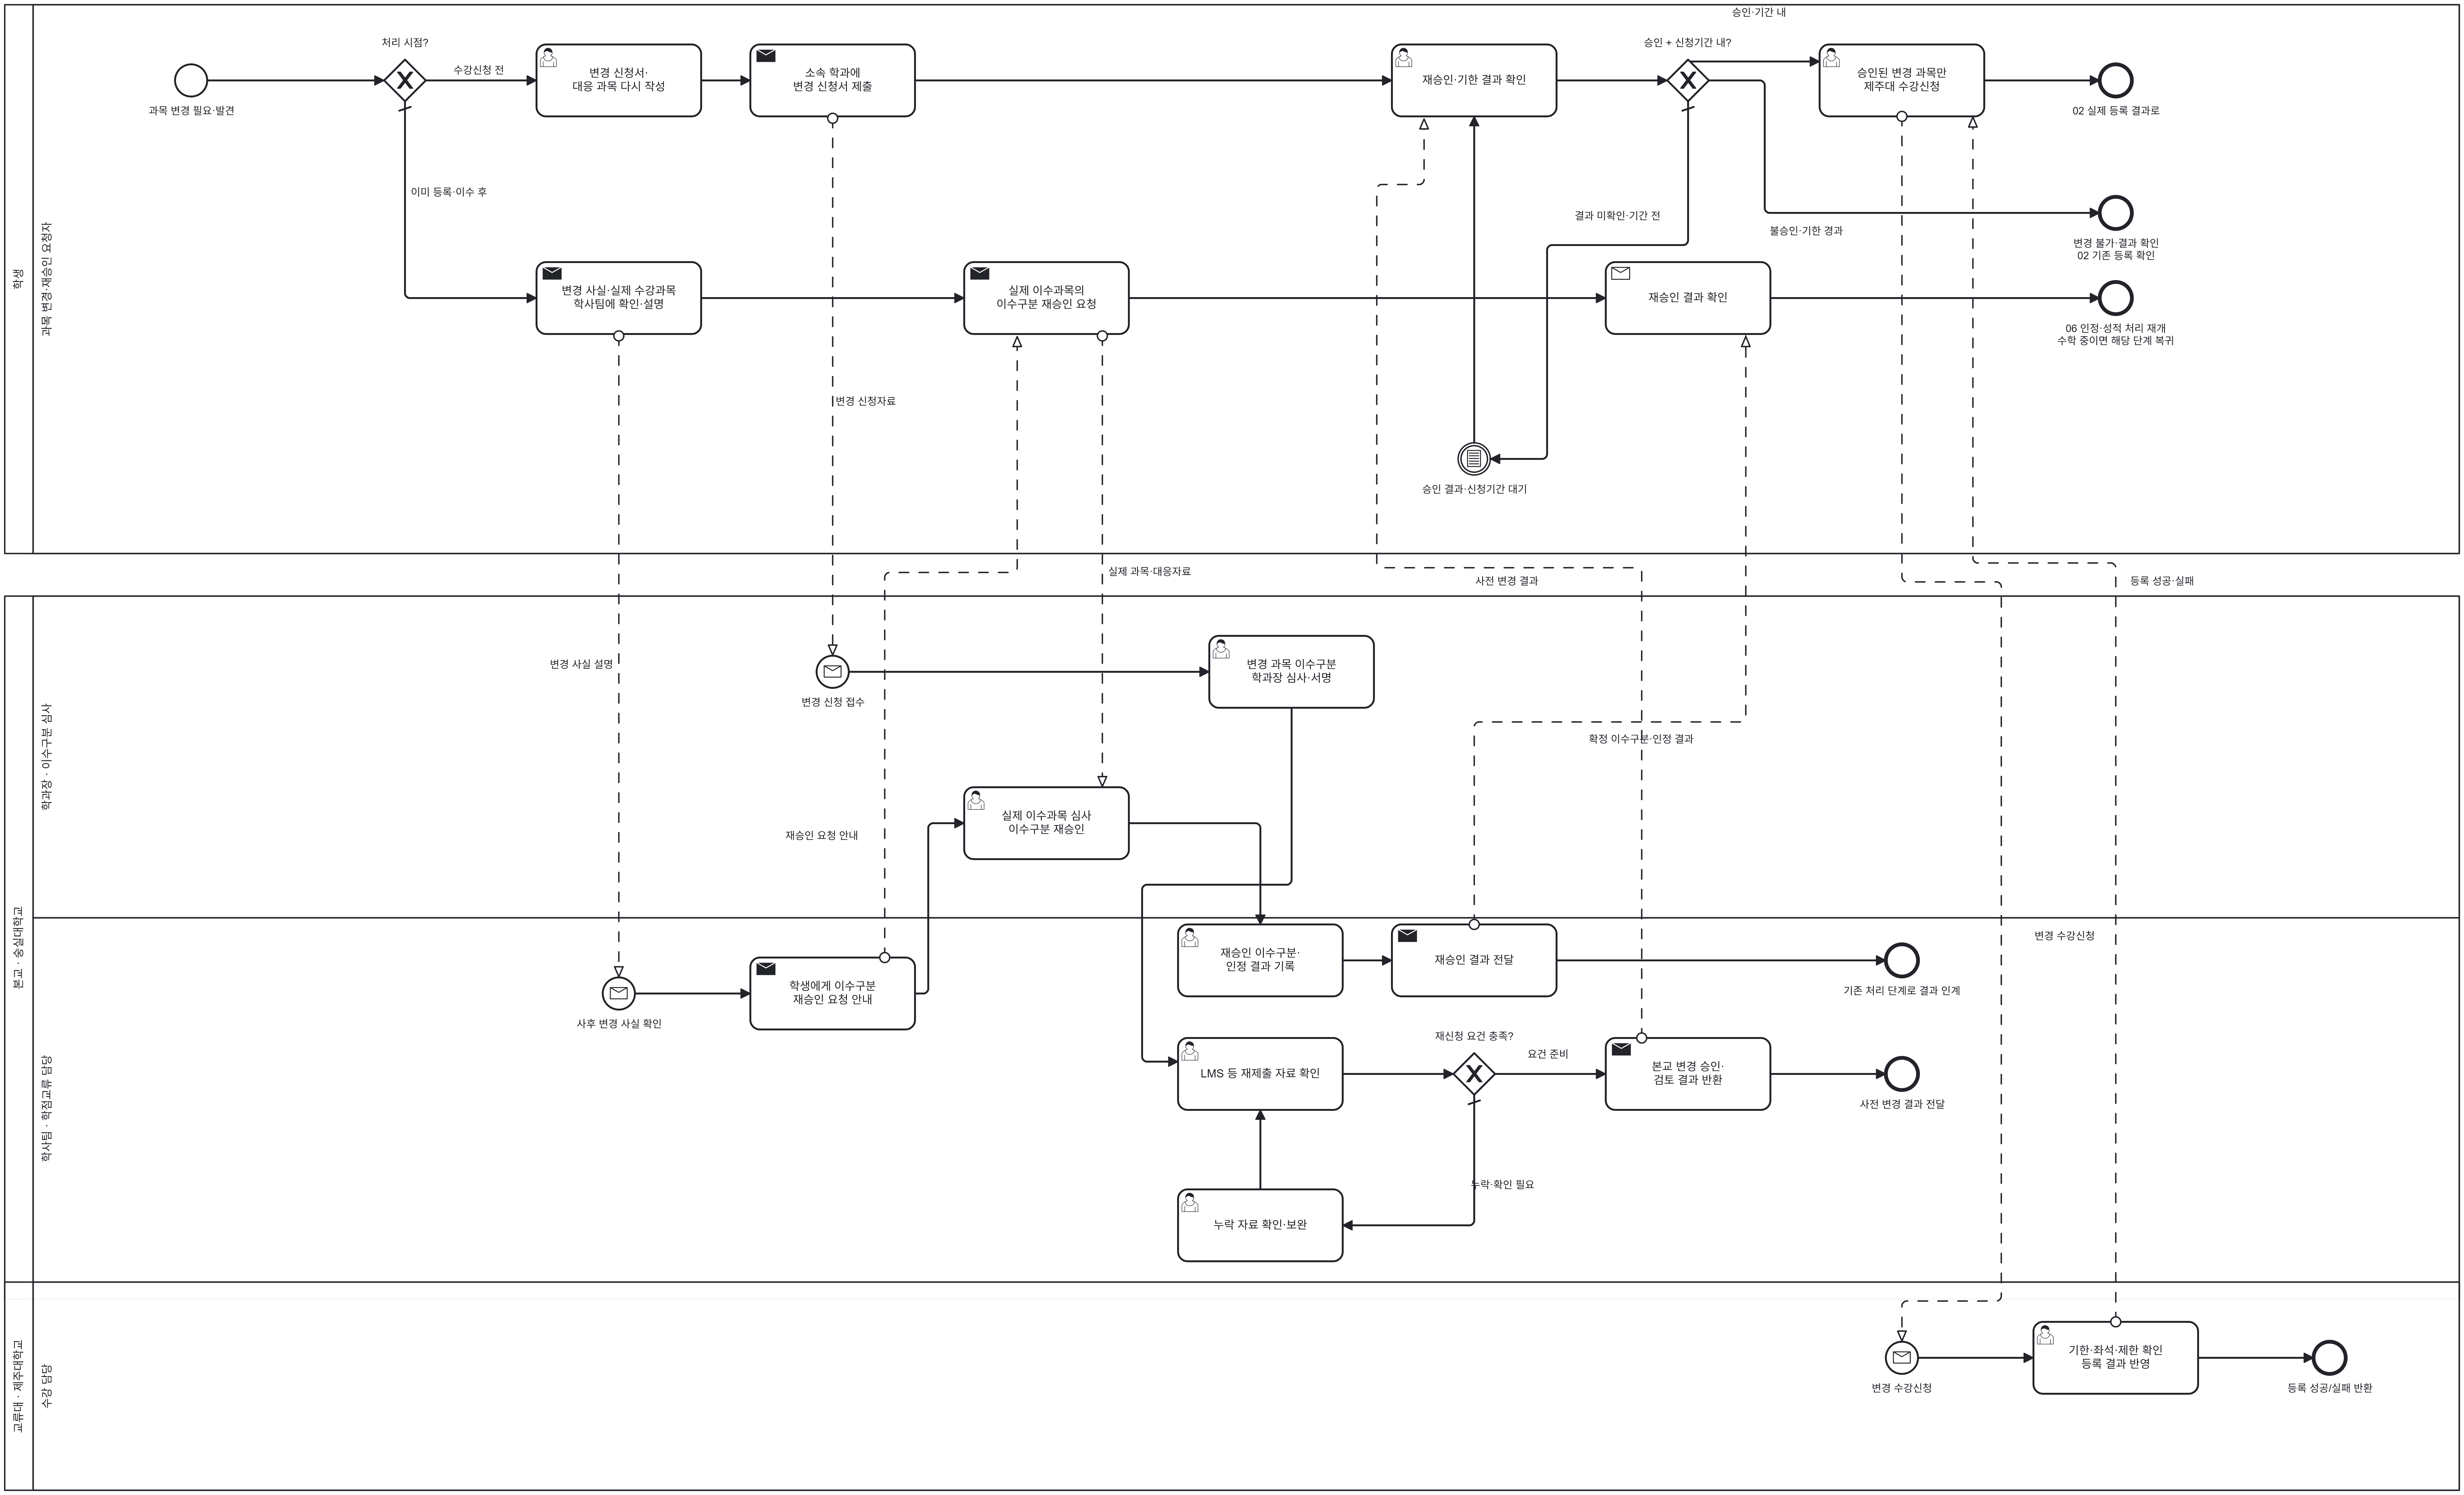 승인·기간 내
처리 시점?
승인 + 신청기간 내?
수강신청 전
변경 신청서·
대응 과목 다시 작성
소속 학과에
변경 신청서 제출
재승인·기한 결과 확인
승인된 변경 과목만
제주대 수강신청
과목 변경 필요·발견
02 실제 등록 결과로
이미 등록·이수 후
결과 미확인·기간 전
불승인·기한 경과
변경 불가·결과 확인
02 기존 등록 확인
학생
과목 변경·재승인 요청자
변경 사실·실제 수강과목
학사팀에 확인·설명
실제 이수과목의
이수구분 재승인 요청
재승인 결과 확인
06 인정·성적 처리 재개
수학 중이면 해당 단계 복귀
변경 신청자료
승인 결과·신청기간 대기
실제 과목·대응자료
사전 변경 결과
등록 성공·실패
변경 사실 설명
변경 과목 이수구분
학과장 심사·서명
변경 신청 접수
확정 이수구분·인정 결과
학과장 · 이수구분 심사
실제 이수과목 심사
이수구분 재승인
재승인 요청 안내
본교 · 숭실대학교
변경 수강신청
재승인 이수구분·
인정 결과 기록
재승인 결과 전달
기존 처리 단계로 결과 인계
학생에게 이수구분
재승인 요청 안내
사후 변경 사실 확인
재신청 요건 충족?
요건 준비
학사팀 · 학점교류 담당
LMS 등 재제출 자료 확인
본교 변경 승인·
검토 결과 반환
사전 변경 결과 전달
누락·확인 필요
누락 자료 확인·보완
교류대 · 제주대학교
수강 담당
기한·좌석·제한 확인
등록 결과 반영
변경 수강신청
등록 성공/실패 반환